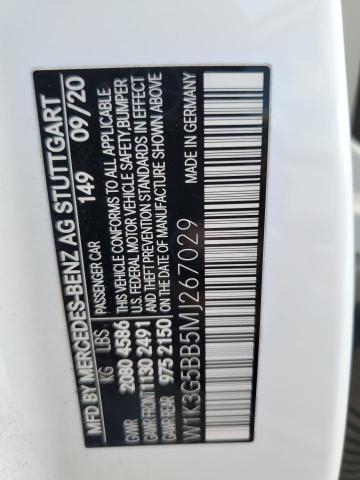 MFD BY MERCEDES-BENZ AG STUTTGART
149 09/20
PASSENGER CAR
KG LBS
THIS VEHICLE CONFORMS TO ALL APPLICABLE
U.S. FEDERAL MOTOR VEHICLE SAFETY,BUMPER
AND THEFT PREVENTION STANDARDS IN EFFECT
ON THE DATE OF MANUFACTURE SHOWN ABOVE
GVWR 2080 4586
GAWR FRONT 1130 2491
GAWR REAR 975 2150
MADE IN GERMANY
W1K3G5BB5MJ267029